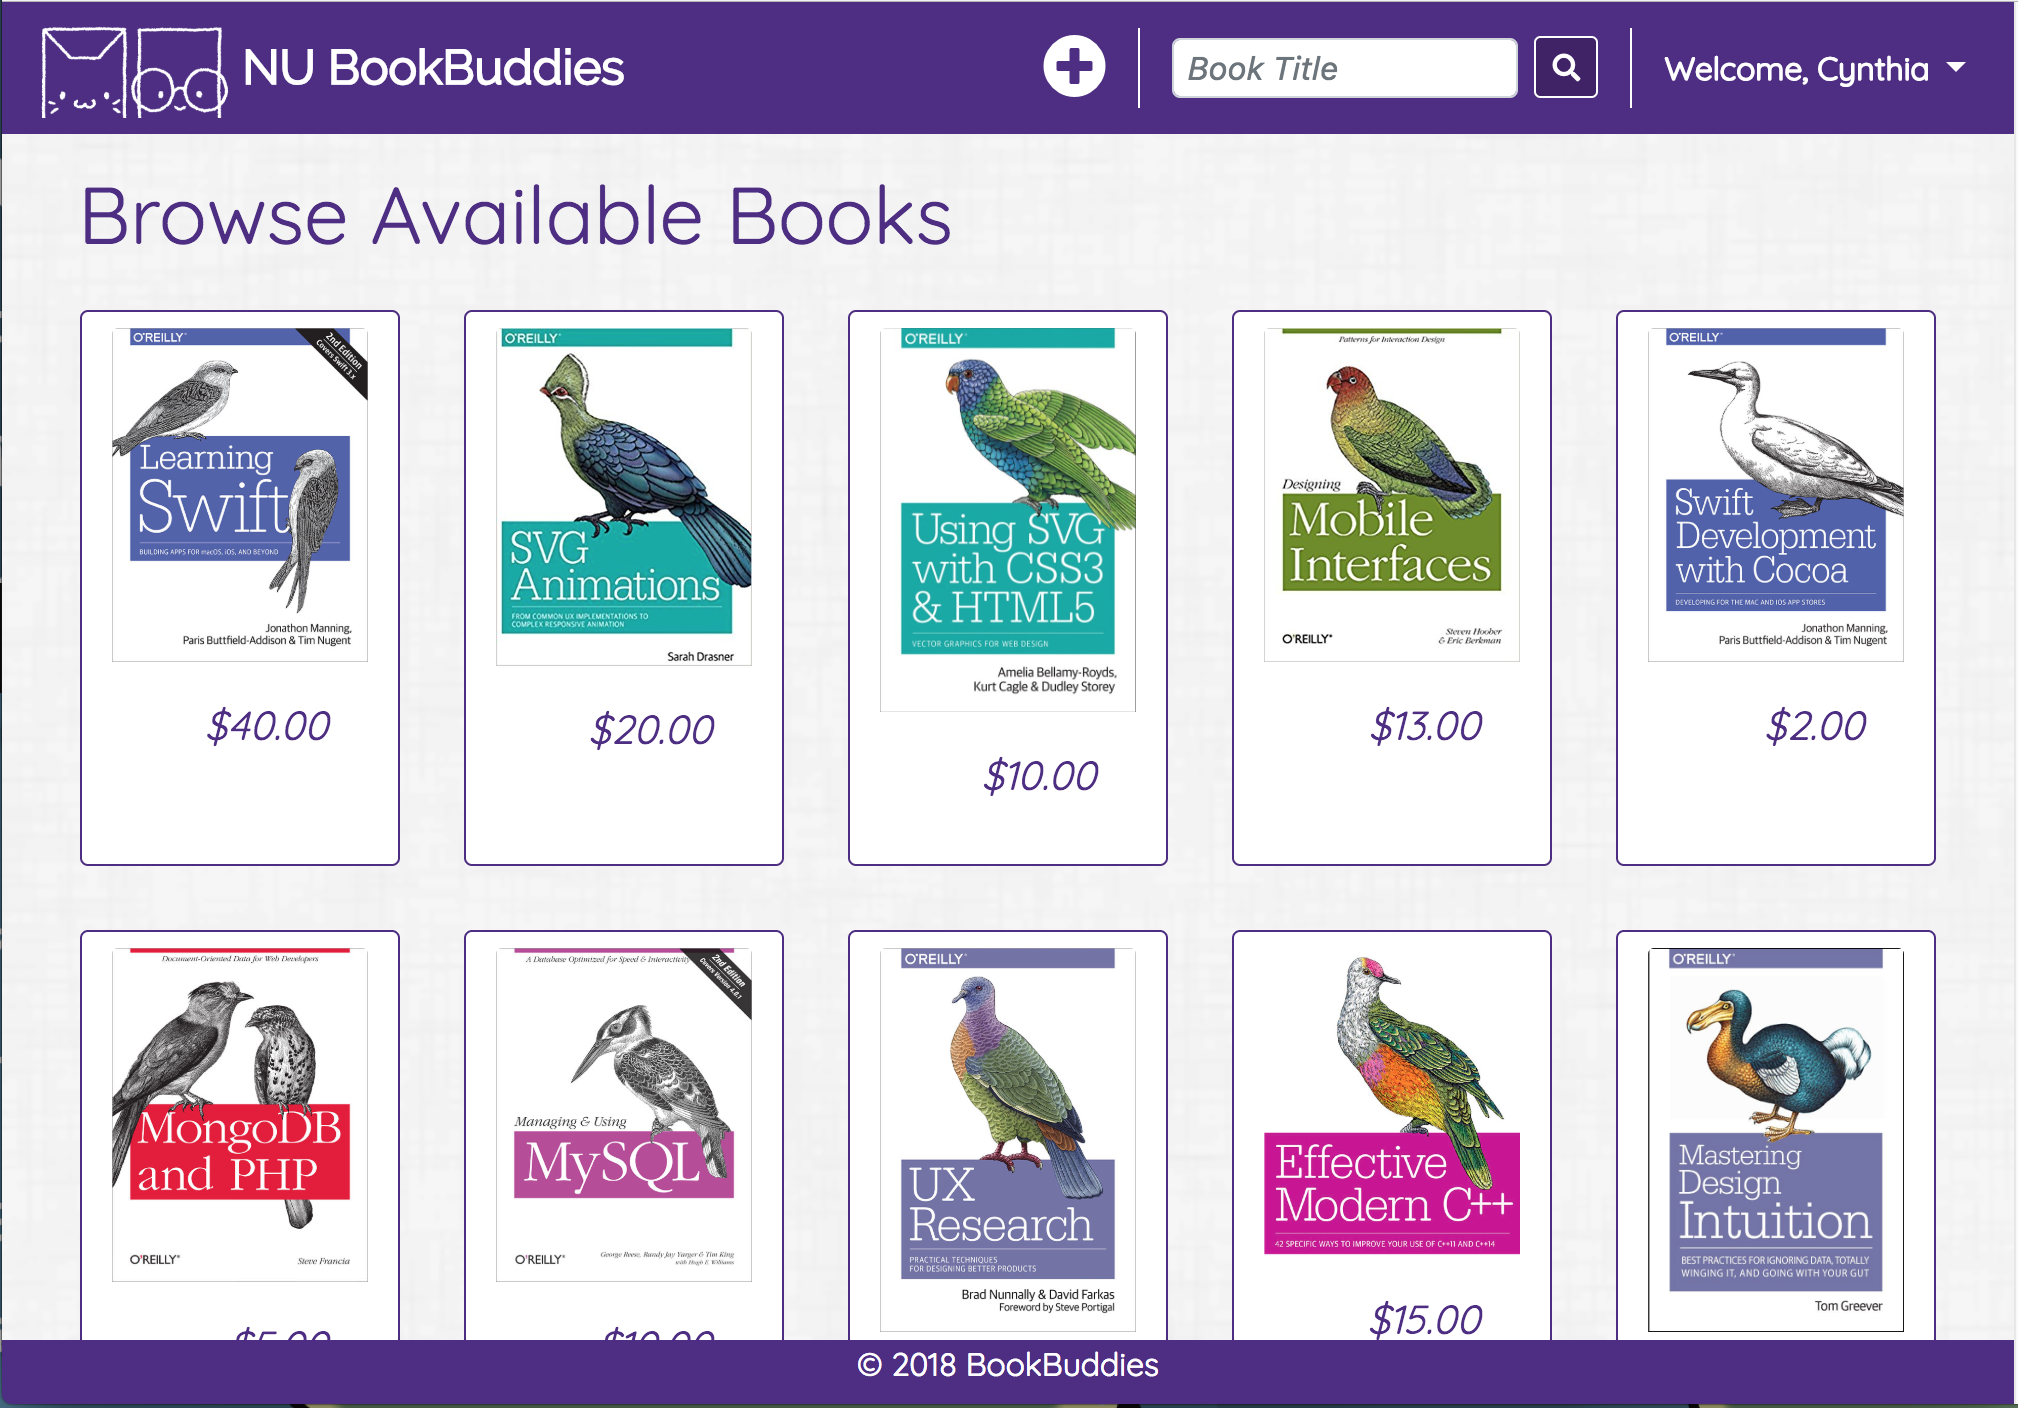 NU BookBuddies
Book Title
Welcome, Cynthia
Browse Available Books
O'REILLY®
2nd Edition
Covers Swift 3.x
Learning
Swift
BUILDING APPS FOR macOS, iOS, AND BEYOND
Jonathon Manning,
Paris Buttfield-Addison & Tim Nugent
$40.00
O'REILLY®
SVG
Animations
FROM COMMON UX IMPLEMENTATIONS TO
COMPLEX RESPONSIVE ANIMATION
Sarah Drasner
$20.00
O'REILLY®
Using SVG
with CSS3
& HTML5
VECTOR GRAPHICS FOR WEB DESIGN
Amelia Bellamy-Royds,
Kurt Cagle & Dudley Storey
$10.00
Patterns for Interaction Design
Designing
Mobile
Interfaces
O'REILLY®
Steven Hoober
& Eric Berkman
$13.00
O'REILLY®
Swift
Development
with Cocoa
DEVELOPING FOR THE MAC AND IOS APP STORES
Jonathon Manning,
Paris Buttfield-Addison & Tim Nugent
$2.00
Document-Oriented Data for Web Developers
MongoDB
and PHP
O'REILLY®
Steve Francia
$5.00
A Database Optimized for Speed & Interactivity
2nd Edition
Covers Version 4.0.1
Managing & Using
MySQL
O'REILLY®
George Reese, Randy Jay Yarger & Tim King
with Hugh E. Williams
$10.00
O'REILLY®
UX
Research
PRACTICAL TECHNIQUES
FOR DESIGNING BETTER PRODUCTS
Brad Nunnally & David Farkas
Foreword by Steve Portigal
Effective
Modern C++
42 SPECIFIC WAYS TO IMPROVE YOUR USE OF C++11 AND C++14
$15.00
O'REILLY®
Mastering
Design
Intuition
BEST PRACTICES FOR IGNORING DATA, TOTALLY
WINGING IT, AND GOING WITH YOUR GUT
Tom Greever
© 2018 BookBuddies